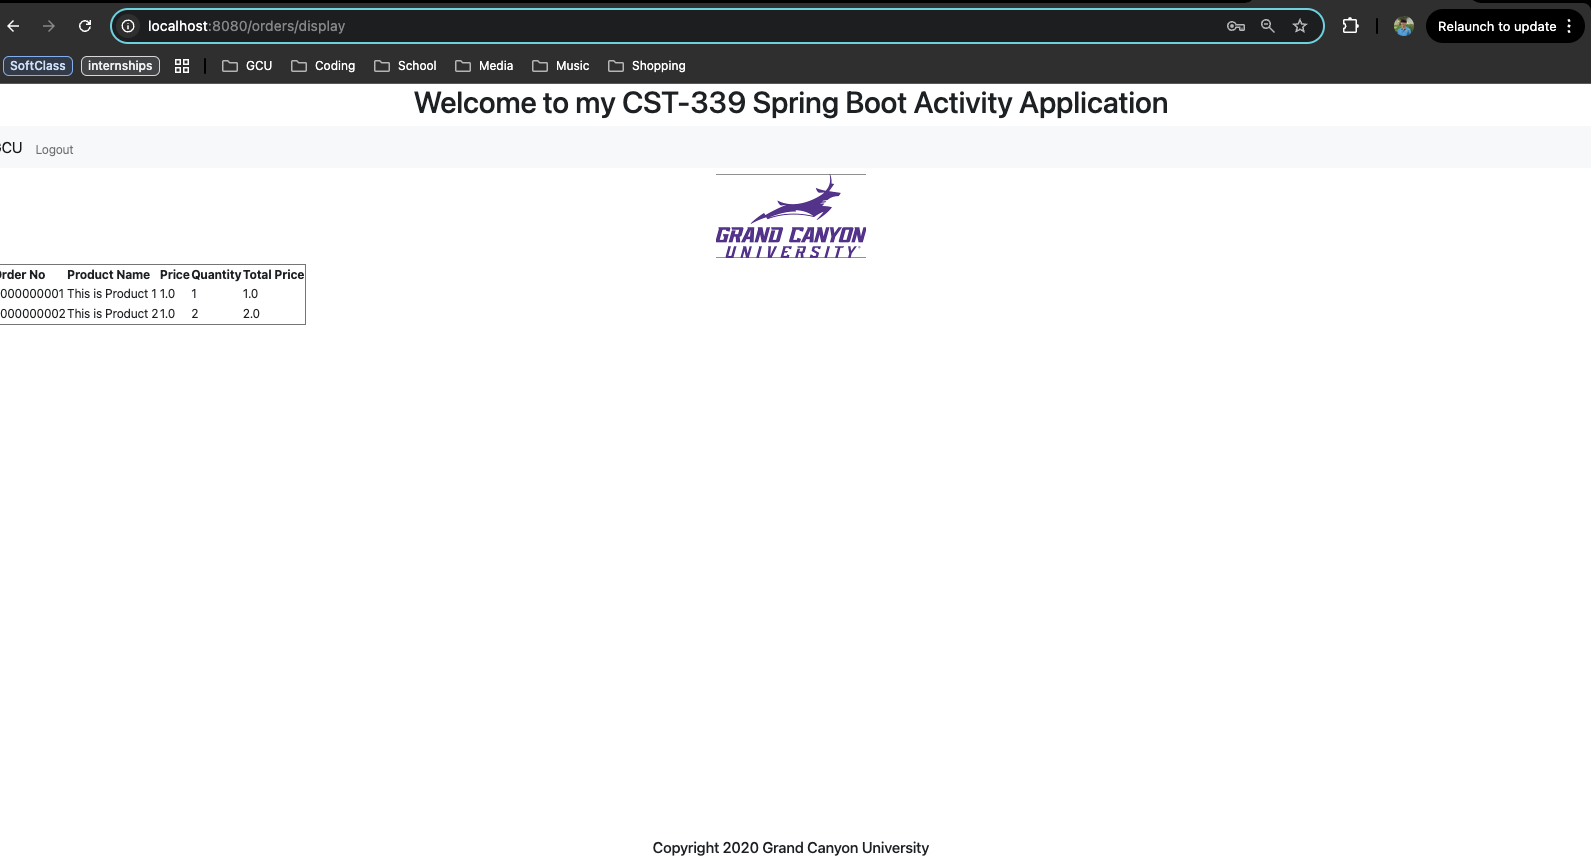 localhost:8080/orders/display
Relaunch to update
SoftClass internships GCU Coding School Media Music Shopping
Welcome to my CST-339 Spring Boot Activity Application
GCU Logout
GRAND CANYON
UNIVERSITY
Order No Product Name Price Quantity Total Price
000000001 This is Product 1 1.0 1 1.0
000000002 This is Product 2 1.0 2 2.0
Copyright 2020 Grand Canyon University